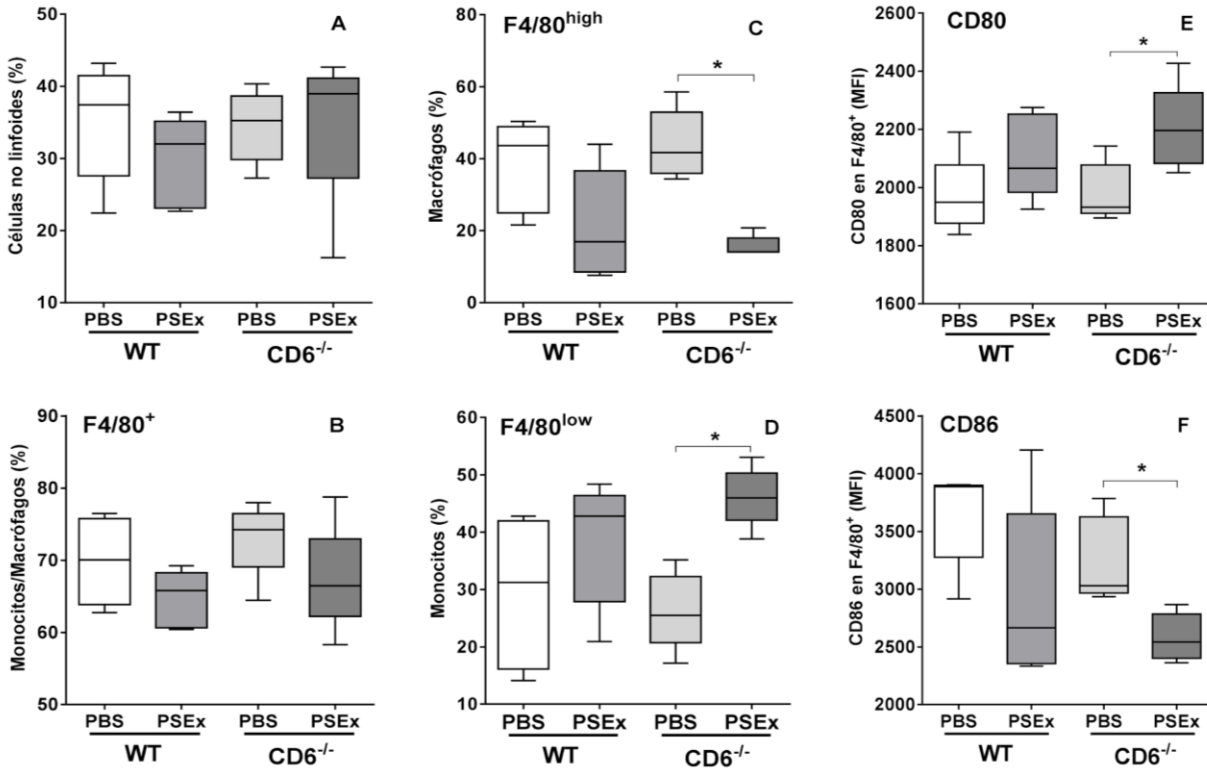 A
Células no linfoides (%)
50
40
30
20
10
PBS PSEx PBS PSEx
WT CD6-/-
F4/80high
C
Macrófagos (%)
80
60
40
20
0
*
PBS PSEx PBS PSEx
WT CD6-/-
CD80
E
CD80 en F4/80+ (MFI)
2600
2400
2200
2000
1800
1600
*
PBS PSEx PBS PSEx
WT CD6-/-
F4/80+
B
Monocitos/Macrófagos (%)
90
80
70
60
50
PBS PSEx PBS PSEx
WT CD6-/-
F4/80low
D
Monocitos (%)
60
50
40
30
20
10
*
PBS PSEx PBS PSEx
WT CD6-/-
CD86
F
CD86 en F4/80+ (MFI)
4500
4000
3500
3000
2500
2000
*
PBS PSEx PBS PSEx
WT CD6-/-